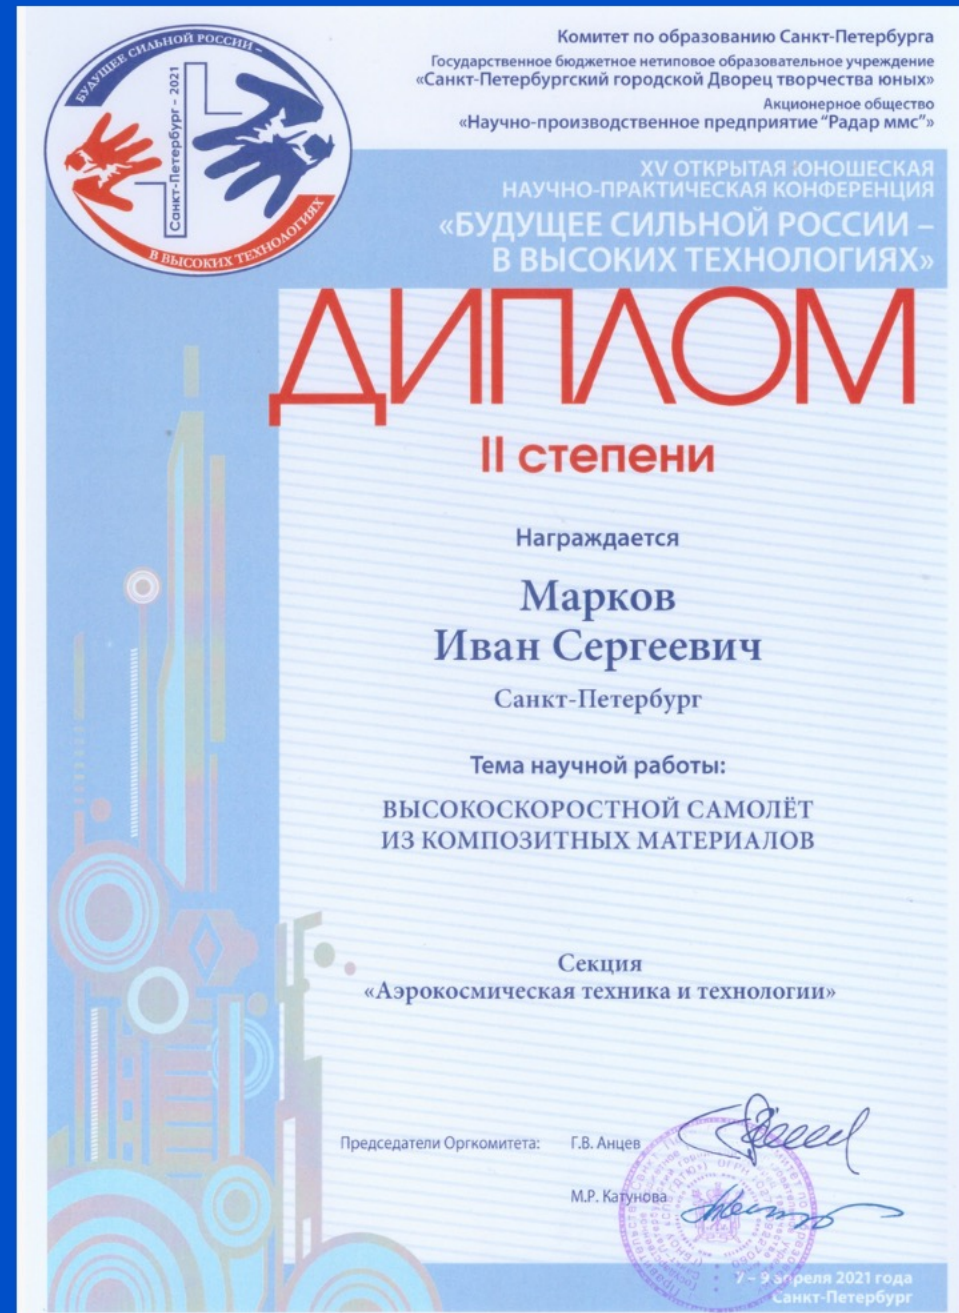 БУДУЩЕЕ СИЛЬНОЙ РОССИИ –
Санкт-Петербург – 2021
В ВЫСОКИХ ТЕХНОЛОГИЯХ
Комитет по образованию Санкт-Петербурга
Государственное бюджетное нетиповое образовательное учреждение
«Санкт-Петербургский городской Дворец творчества юных»
Акционерное общество
«Научно-производственное предприятие “Радар ммс”»
XV ОТКРЫТАЯ ЮНОШЕСКАЯ
НАУЧНО-ПРАКТИЧЕСКАЯ КОНФЕРЕНЦИЯ
«БУДУЩЕЕ СИЛЬНОЙ РОССИИ –
В ВЫСОКИХ ТЕХНОЛОГИЯХ»
ДИПЛОМ
II степени
Награждается
Марков
Иван Сергеевич
Санкт-Петербург
Тема научной работы:
ВЫСОКОСКОРОСТНОЙ САМОЛЁТ
ИЗ КОМПОЗИТНЫХ МАТЕРИАЛОВ
Секция
«Аэрокосмическая техника и технологии»
Председатели Оргкомитета: Г.В. Анцев
М.Р. Катунова
7 – 9 апреля 2021 года
Санкт-Петербург